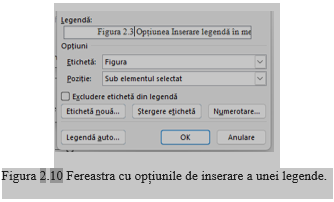 Legendă:
Figura 2.3 Opțiunea Inserare legendă in me
Opțiuni
Etichetă: Figura
Poziție: Sub elementul selectat
Excludere etichetă din legendă
Etichetă nouă... Ștergere etichetă Numerotare...
Legendă auto... OK Anulare
Figura 2.10 Fereastra cu opțiunile de inserare a unei legende.